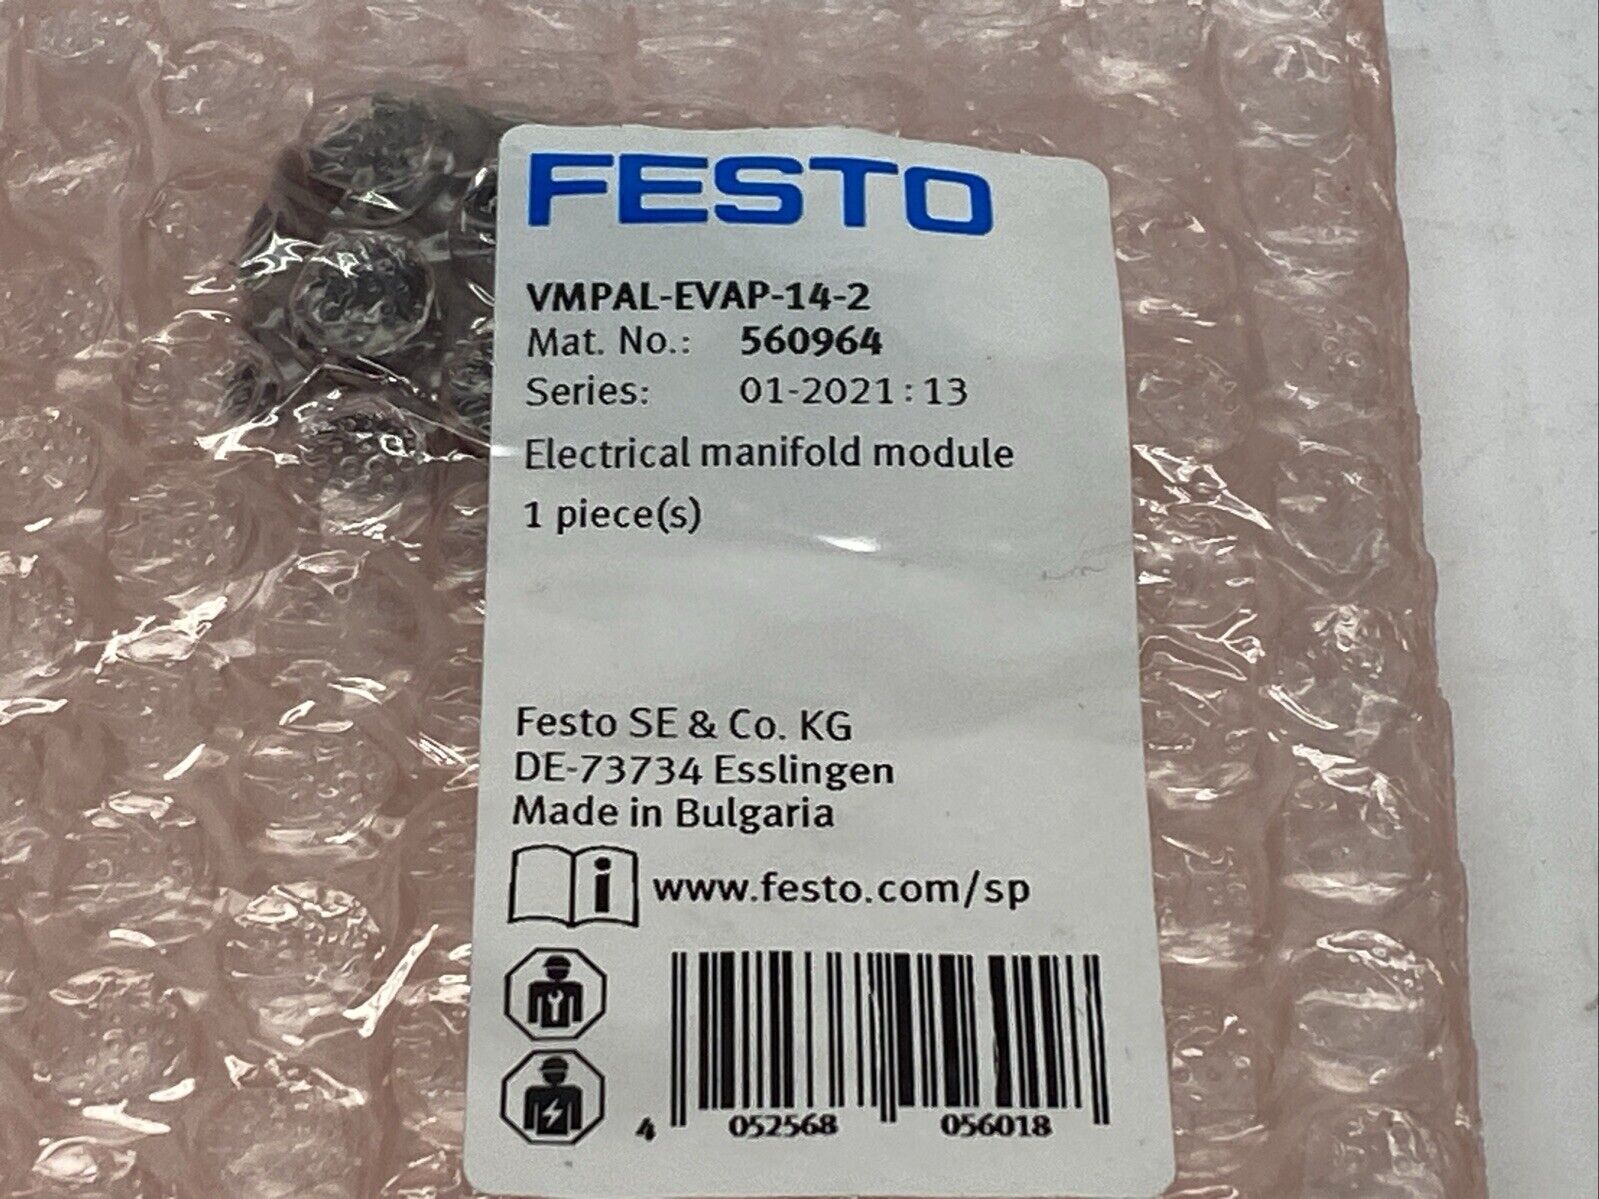 FESTO
VMPAL-EVAP-14-2
Mat. No.: 560964
Series: 01-2021:13
Electrical manifold module
1 piece(s)
Festo SE & Co. KG
DE-73734 Esslingen
Made in Bulgaria
i www.festo.com/sp
4 052568 056018